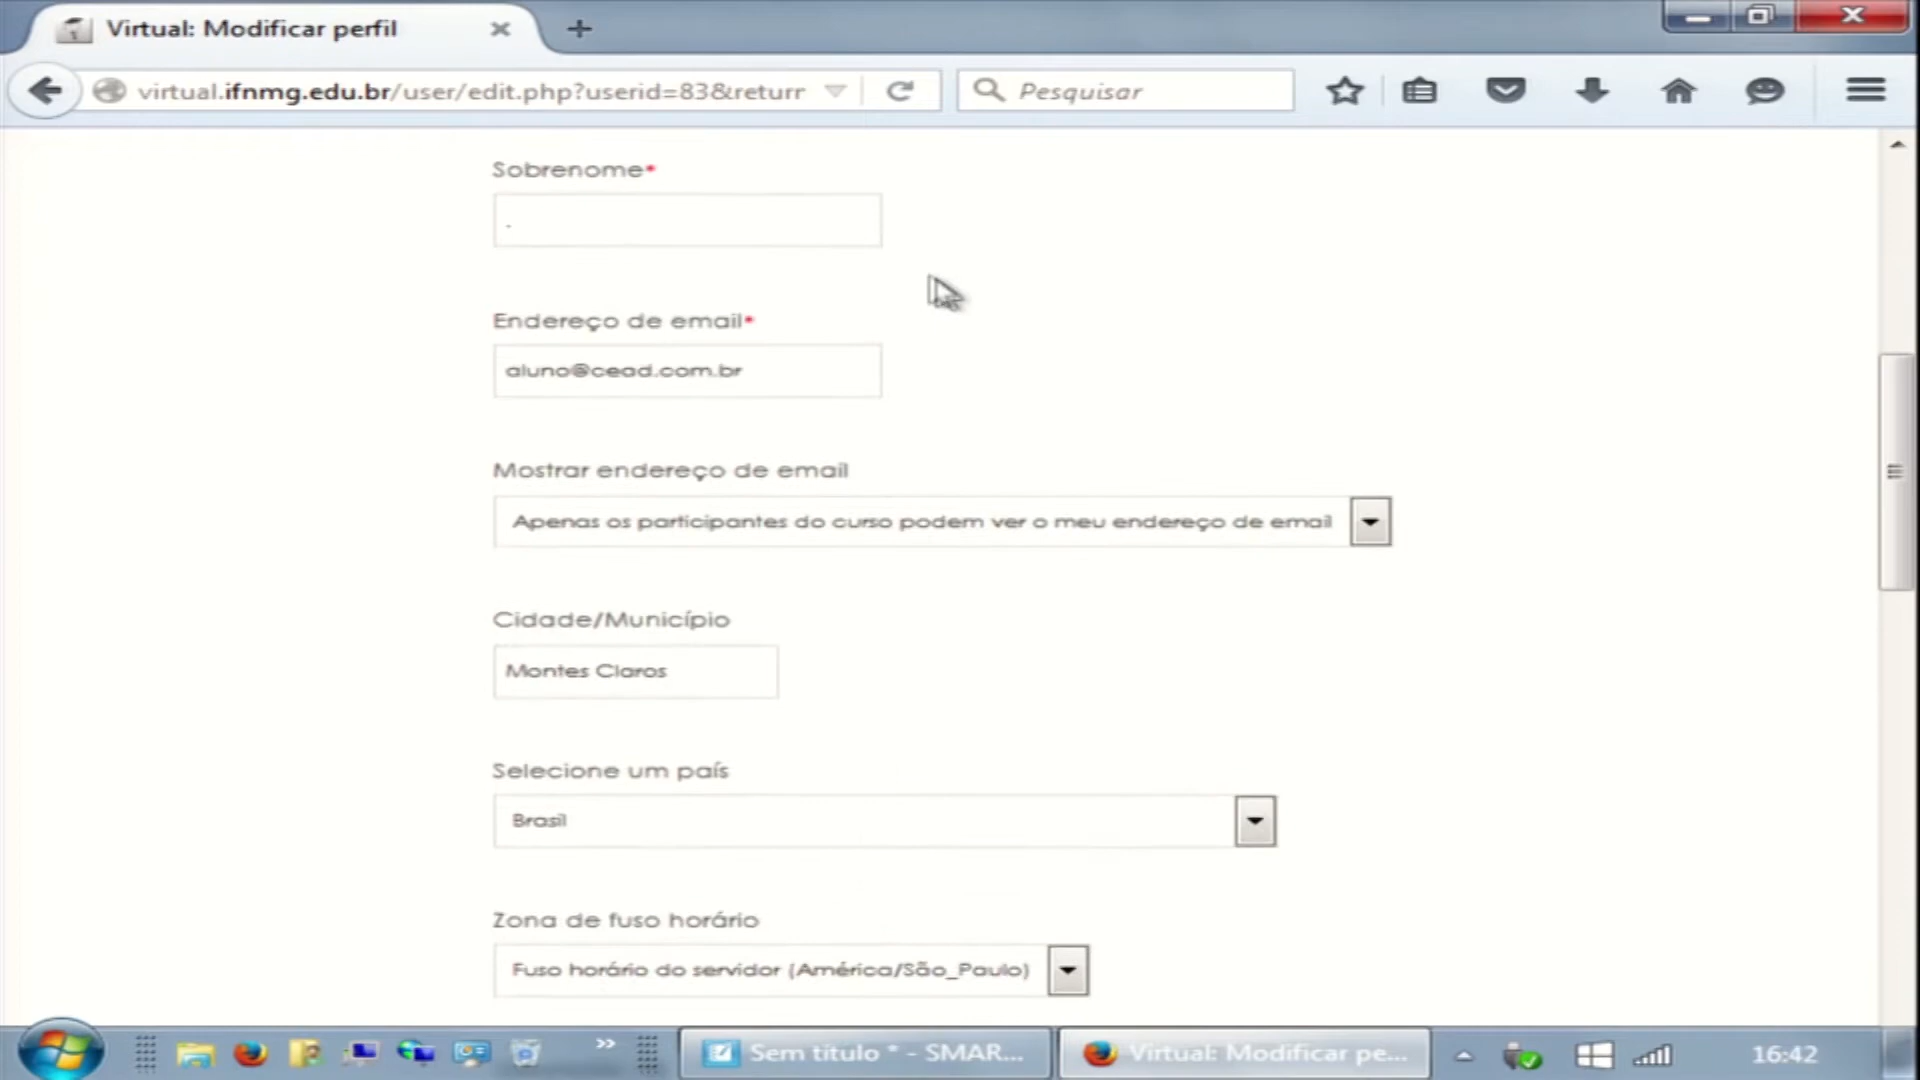 Virtual: Modificar perfil
virtual.ifnmg.edu.br/user/edit.php?userid=83&return
Pesquisar
Sobrenome*
.
Endereço de email*
aluno@cead.com.br
Mostrar endereço de email
Apenas os participantes do curso podem ver o meu endereço de email
Cidade/Município
Montes Claros
Selecione um país
Brasil
Zona de fuso horário
Fuso horário do servidor (América/São_Paulo)
Sem título * - SMAR...
Virtual: Modificar pe...
16:42